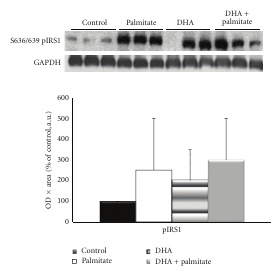 Control Palmitate DHA DHA +
palmitate
S636/639 pIRS1
GAPDH
600
500
400
300
200
100
0
OD × area (% of control, a.u.)
pIRS1
Control DHA
Palmitate DHA + palmitate